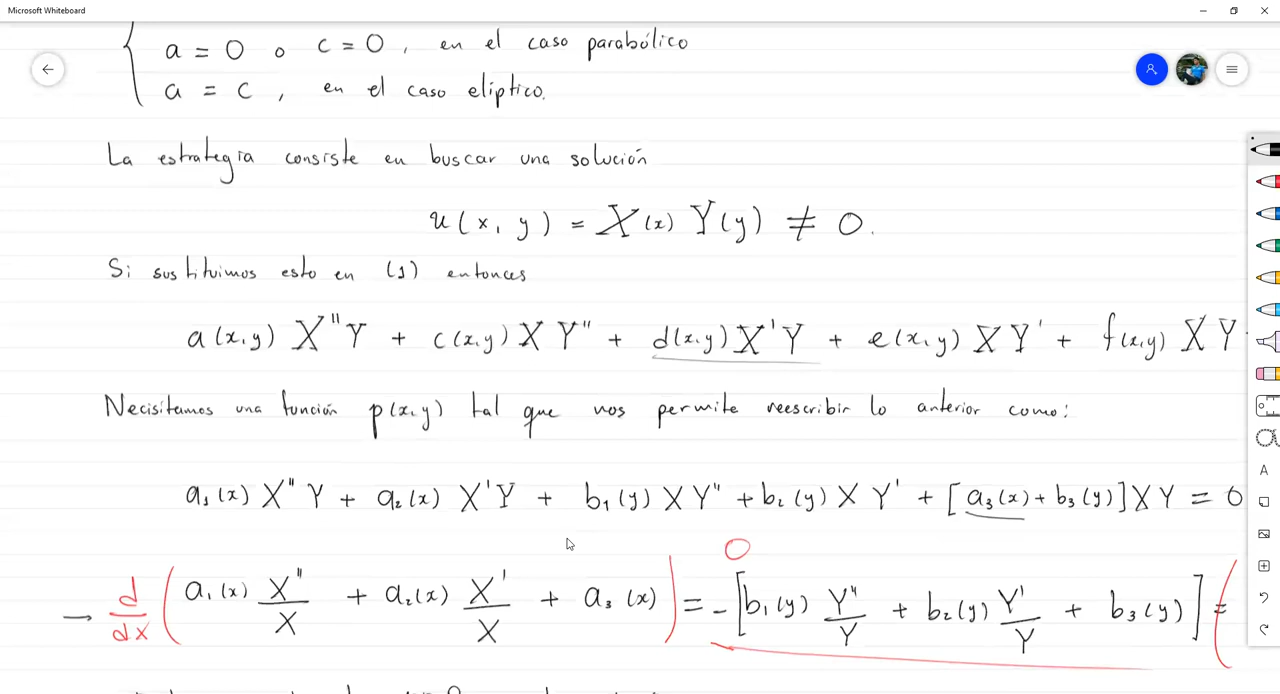 Microsoft Whiteboard
a = 0 o c = 0 , en el caso parabólico
a = c , en el caso elíptico.
La estrategia consiste en buscar una solución
u(x, y) = X(x) Y(y) ≠ 0.
Si sustituimos esto en (1) entonces
a(x,y) X''Y + c(x,y) X Y'' + d(x,y) X'Y + e(x,y) X Y' + f(x,y) X Y
Necisitamos una función p(x,y) tal que nos permite reescribir lo anterior como:
a₁(x) X''Y + a₂(x) X'Y + b₁(y) X Y'' + b₂(y) X Y' + [a₃(x) + b₃(y)] X Y = 0
0
→ d/dx ( a₁(x) X''/X + a₂(x) X'/X + a₃(x) ) = - [b₁(y) Y''/Y + b₂(y) Y'/Y + b₃(y)] = (
A